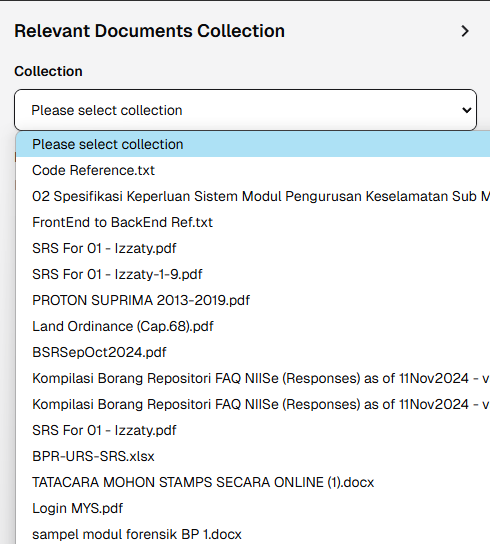 Relevant Documents Collection
Collection
Please select collection
Please select collection
Code Reference.txt
02 Spesifikasi Keperluan Sistem Modul Pengurusan Keselamatan Sub M
FrontEnd to BackEnd Ref.txt
SRS For 01 - Izzaty.pdf
SRS For 01 - Izzaty-1-9.pdf
PROTON SUPRIMA 2013-2019.pdf
Land Ordinance (Cap.68).pdf
BSRSepOct2024.pdf
Kompilasi Borang Repositori FAQ NIISe (Responses) as of 11Nov2024 - v
Kompilasi Borang Repositori FAQ NIISe (Responses) as of 11Nov2024 - v
SRS For 01 - Izzaty.pdf
BPR-URS-SRS.xlsx
TATACARA MOHON STAMPS SECARA ONLINE (1).docx
Login MYS.pdf
sampel modul forensik BP 1.docx